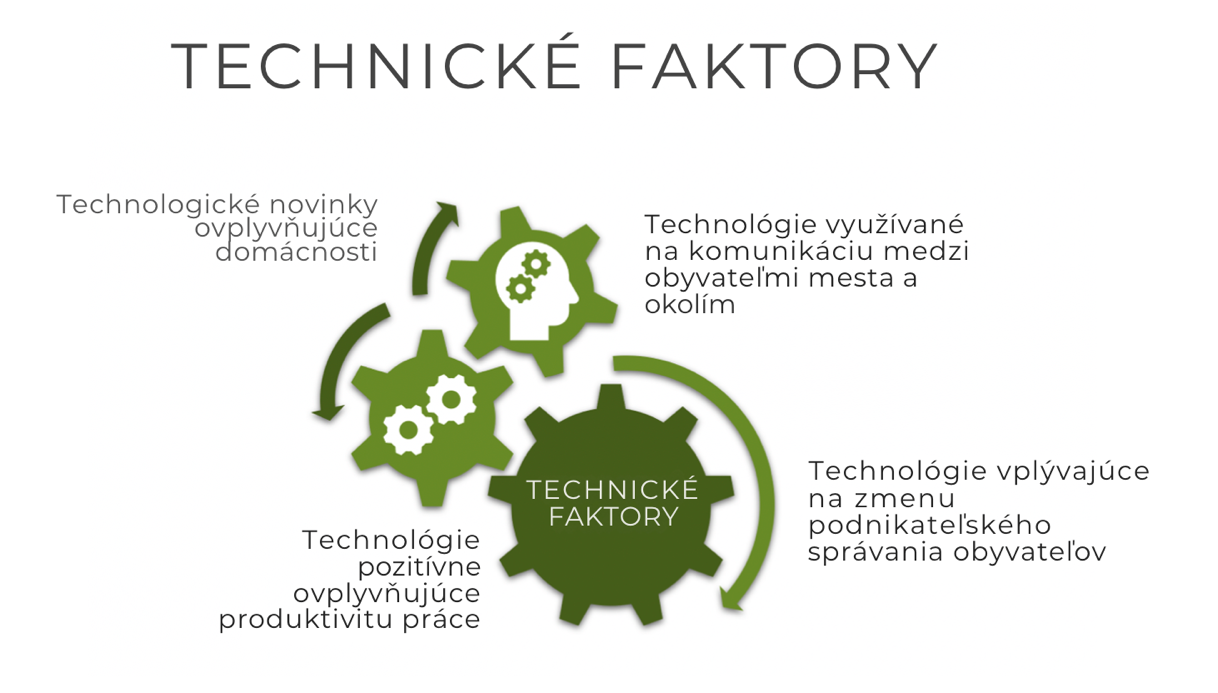 TECHNICKÉ FAKTORY
Technologické novinky
ovplyvňujúce
domácnosti
Technológie využívané
na komunikáciu medzi
obyvateľmi mesta a
okolím
TECHNICKÉ
FAKTORY
Technológie vplývajúce
na zmenu
podnikateľského
správania obyvateľov
Technológie
pozitívne
ovplyvňujúce
produktivitu práce